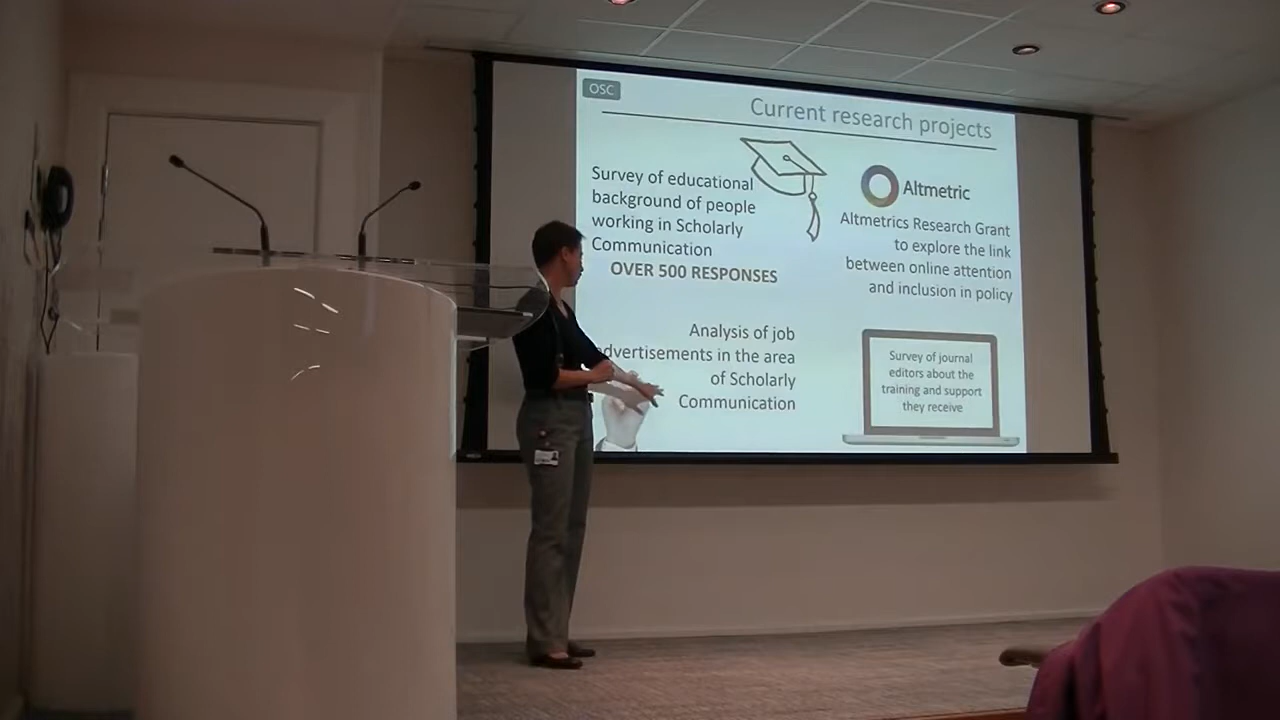 OSC
Current research projects
Survey of educational
background of people
working in Scholarly
Communication
OVER 500 RESPONSES
Altmetric
Altmetrics Research Grant
to explore the link
between online attention
and inclusion in policy
Analysis of job
advertisements in the area
of Scholarly
Communication
Survey of journal
editors about the
training and support
they receive